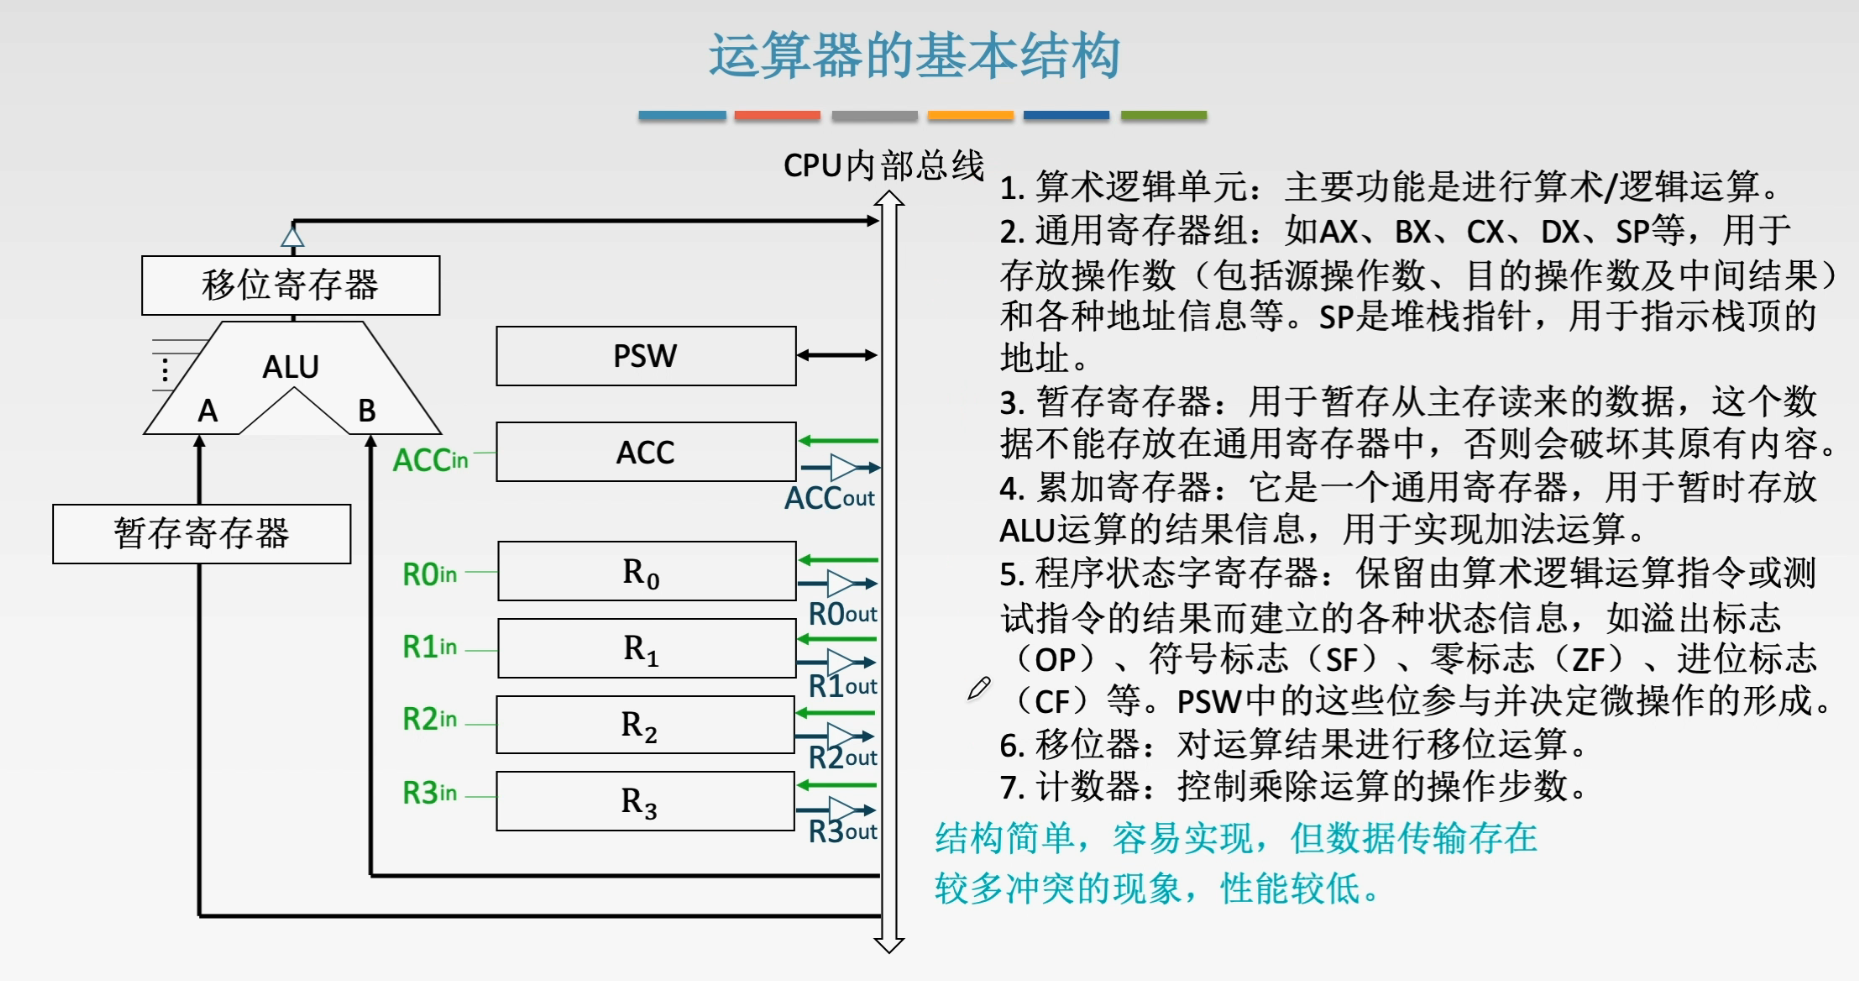 运算器的基本结构
CPU内部总线
移位寄存器
ALU
A
B
暂存寄存器
PSW
ACCin
ACC
ACCout
R0in
R₀
R0out
R1in
R₁
R1out
R2in
R₂
R2out
R3in
R₃
R3out
1. 算术逻辑单元：主要功能是进行算术/逻辑运算。
2. 通用寄存器组：如AX、BX、CX、DX、SP等，用于
存放操作数（包括源操作数、目的操作数及中间结果）
和各种地址信息等。SP是堆栈指针，用于指示栈顶的
地址。
3. 暂存寄存器：用于暂存从主存读来的数据，这个数
据不能存放在通用寄存器中，否则会破坏其原有内容。
4. 累加寄存器：它是一个通用寄存器，用于暂时存放
ALU运算的结果信息，用于实现加法运算。
5. 程序状态字寄存器：保留由算术逻辑运算指令或测
试指令的结果而建立的各种状态信息，如溢出标志
（OP）、符号标志（SF）、零标志（ZF）、进位标志
（CF）等。PSW中的这些位参与并决定微操作的形成。
6. 移位器：对运算结果进行移位运算。
7. 计数器：控制乘除运算的操作步数。
结构简单，容易实现，但数据传输存在
较多冲突的现象，性能较低。